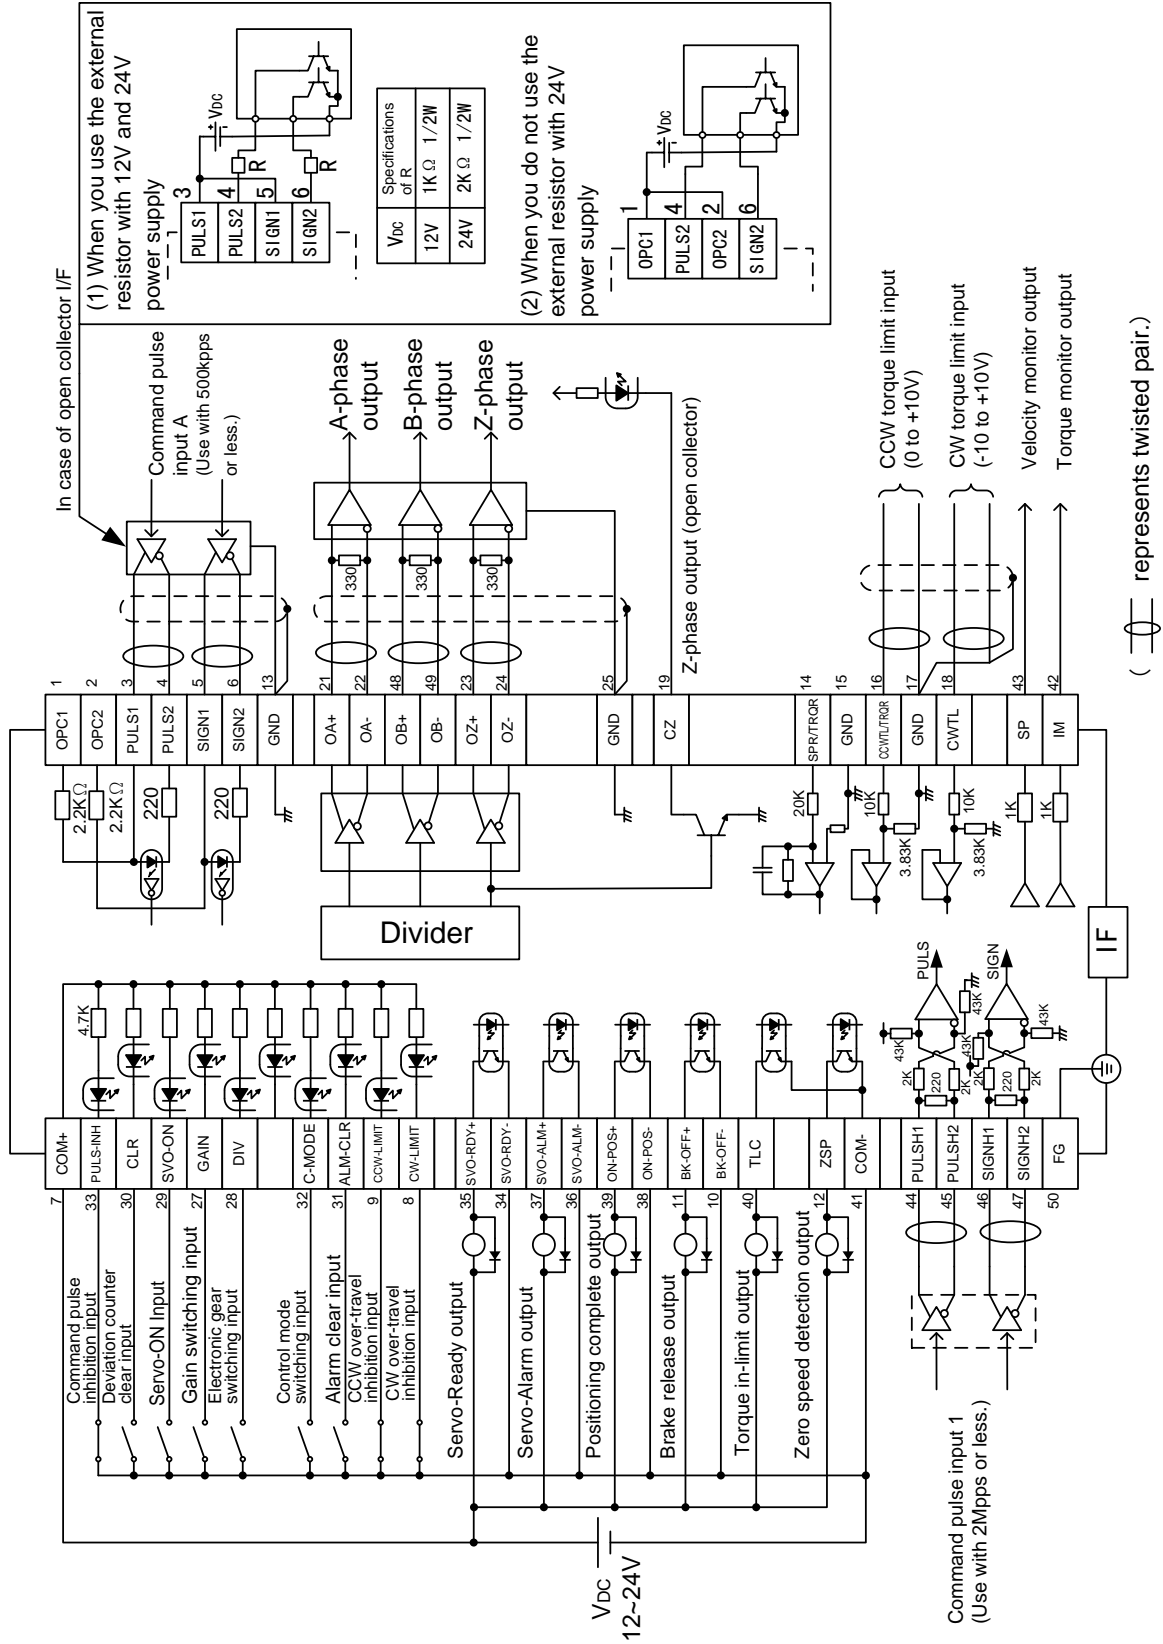 In case of open collector I/F
(1) When you use the external
resistor with 12V and 24V
power supply
PULS1
3
PULS2
4
SIGN1
5
SIGN2
6
VDC
+
-
R
R
VDC
Specifications
of R
12V
1KΩ 1/2W
24V
2KΩ 1/2W
(2) When you do not use the
external resistor with 24V
power supply
OPC1
1
PULS2
4
OPC2
2
SIGN2
6
VDC
+
-
Command pulse
input A
(Use with 500kpps
or less.)
A-phase
output
B-phase
output
Z-phase
output
330
330
330
Z-phase output (open collector)
CCW torque limit input
(0 to +10V)
CW torque limit input
(-10 to +10V)
Velocity monitor output
Torque monitor output
( represents twisted pair.)
OPC1
1
OPC2
2
PULS1
3
PULS2
4
SIGN1
5
SIGN2
6
GND
13
OA+
21
OA-
22
OB+
48
OB-
49
OZ+
23
OZ-
24
GND
25
CZ
19
SPR/TRQR
14
GND
15
CCWTL/TRQR
16
GND
17
CWTL
18
SP
43
IM
42
2.2KΩ
2.2KΩ
220
220
20K
10K
3.83K
10K
3.83K
1K
1K
Divider
IF
PULS
SIGN
43K
43K
43K
43K
2K
220
2K
2K
220
2K
4.7K
COM+
7
PULS-INH
33
CLR
30
SVO-ON
29
GAIN
27
DIV
28
C-MODE
32
ALM-CLR
31
CCW-LIMIT
9
CW-LIMIT
8
SVO-RDY+
35
SVO-RDY-
34
SVO-ALM+
37
SVO-ALM-
36
ON-POS+
39
ON-POS-
38
BK-OFF+
11
BK-OFF-
10
TLC
40
ZSP
12
COM-
41
PULSH1
44
PULSH2
45
SIGNH1
46
SIGNH2
47
FG
50
Command pulse
inhibition input
Deviation counter
clear input
Servo-ON Input
Gain switching input
Electronic gear
switching input
Control mode
switching input
Alarm clear input
CCW over-travel
inhibition input
CW over-travel
inhibition input
Servo-Ready output
Servo-Alarm output
Positioning complete output
Brake release output
Torque in-limit output
Zero speed detection output
VDC
12~24V
Command pulse input 1
(Use with 2Mpps or less.)